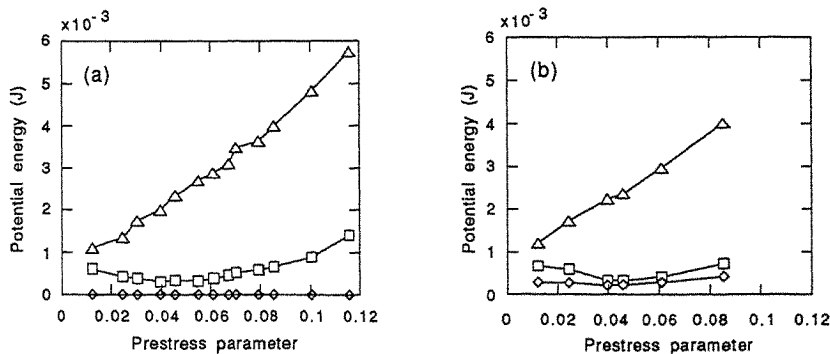 ×10⁻³
6
5
4
3
2
1
0
Potential energy (J)
(a)
0 0.02 0.04 0.06 0.08 0.1 0.12
Prestress parameter
×10⁻³
6
5
4
3
2
1
0
Potential energy (J)
(b)
0 0.02 0.04 0.06 0.08 0.1 0.12
Prestress parameter